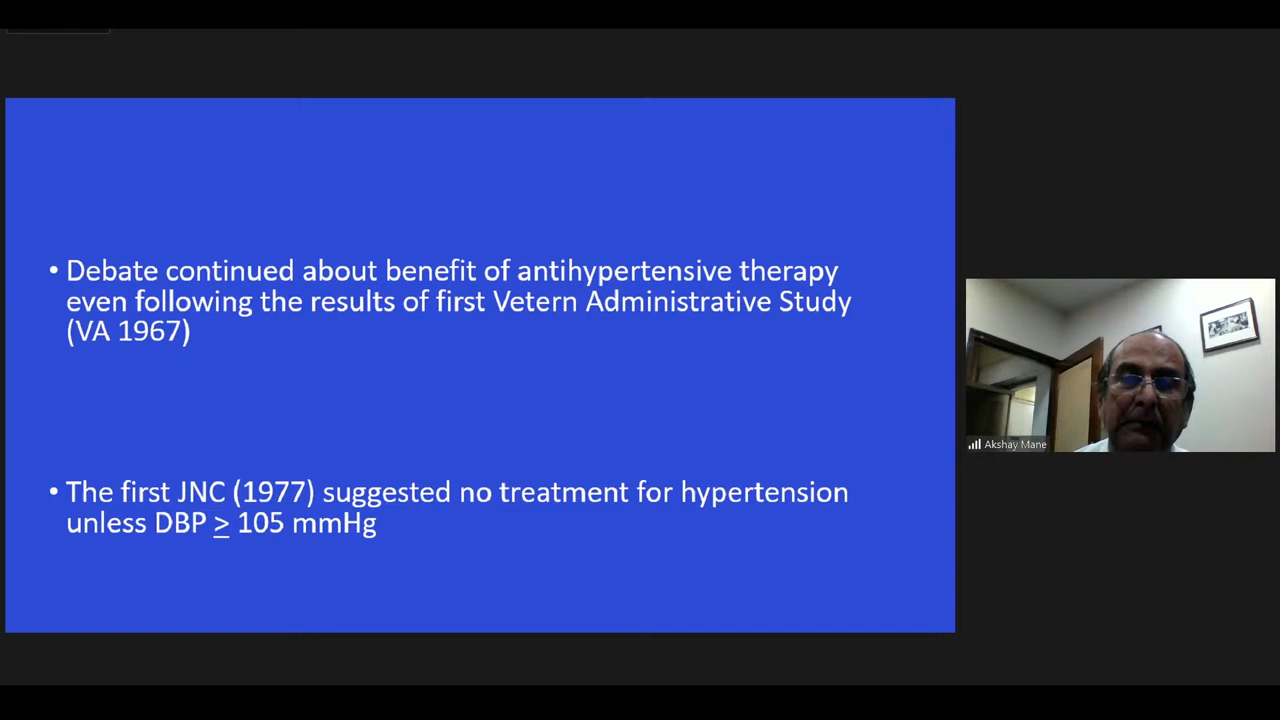 • Debate continued about benefit of antihypertensive therapy
even following the results of first Vetern Administrative Study
(VA 1967)
• The first JNC (1977) suggested no treatment for hypertension
unless DBP ≥ 105 mmHg
Akshay Mane